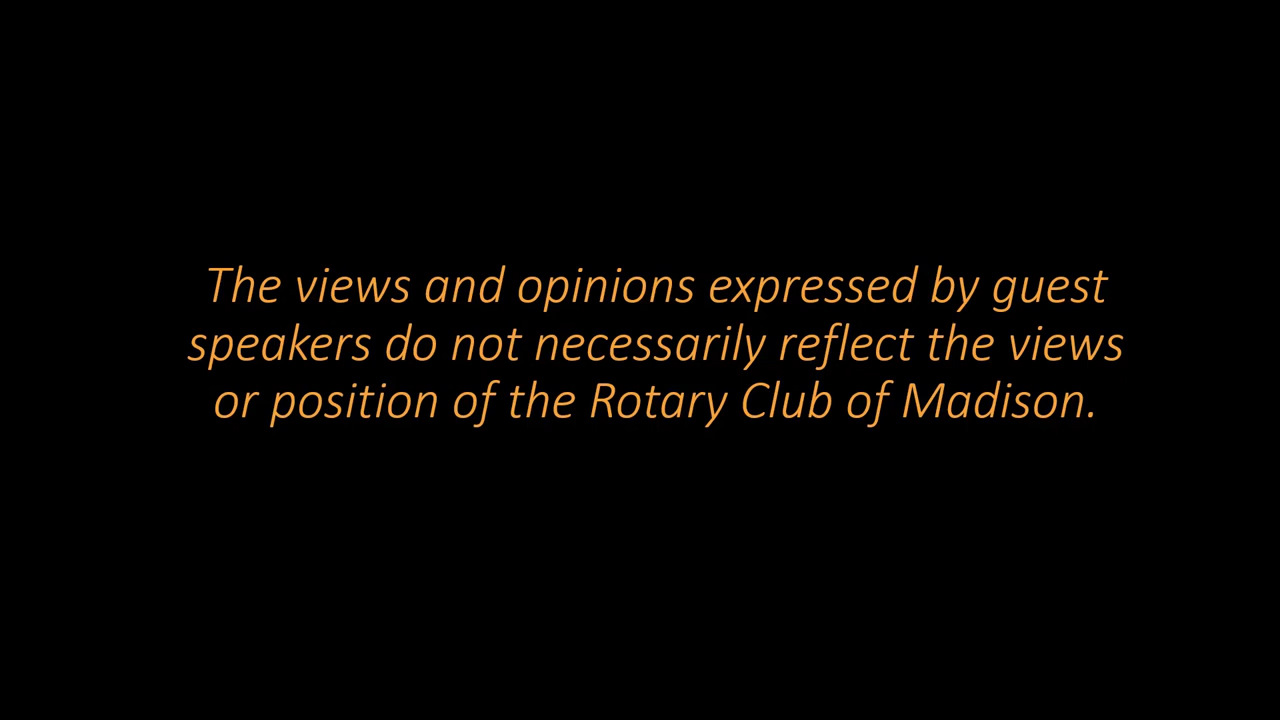 The views and opinions expressed by guest
speakers do not necessarily reflect the views
or position of the Rotary Club of Madison.